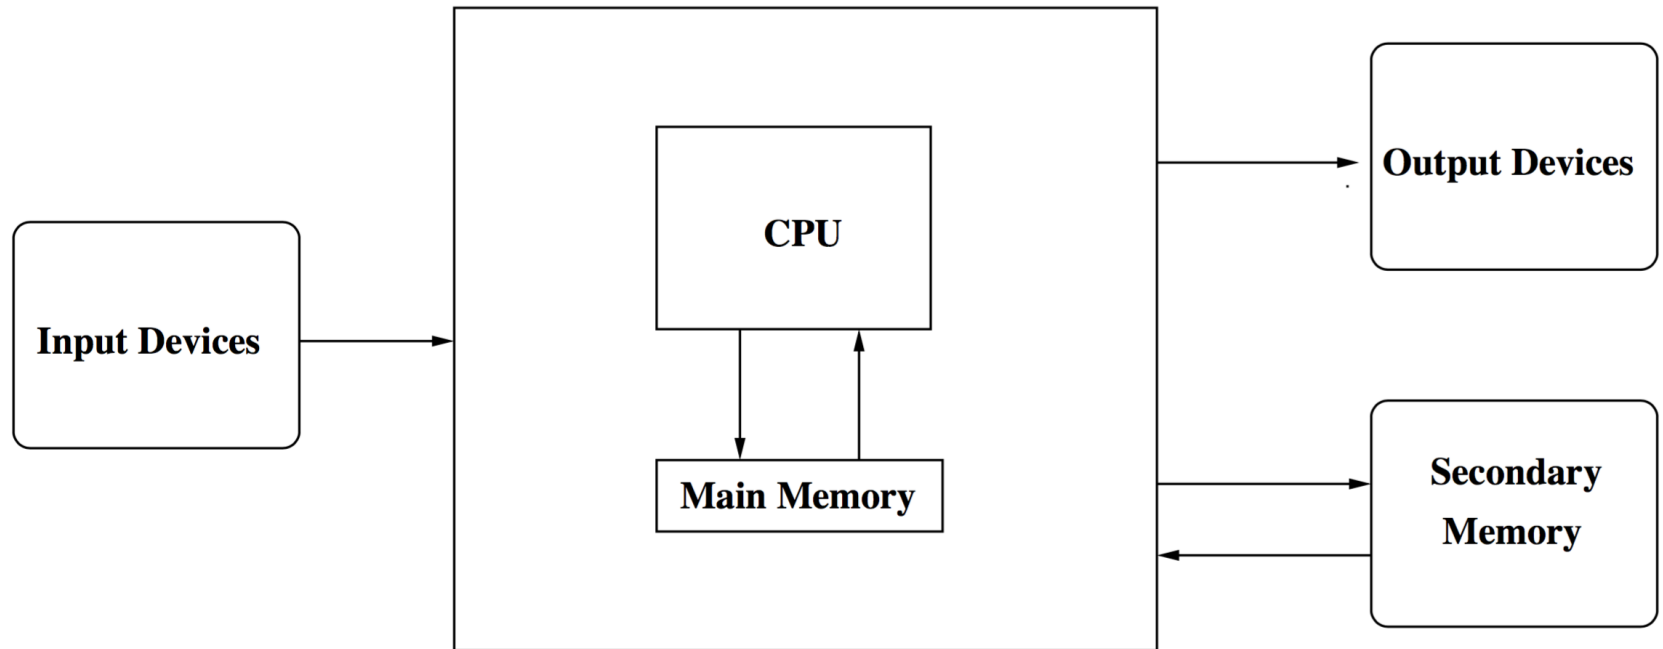 Input Devices
CPU
Main Memory
Output Devices
Secondary
Memory